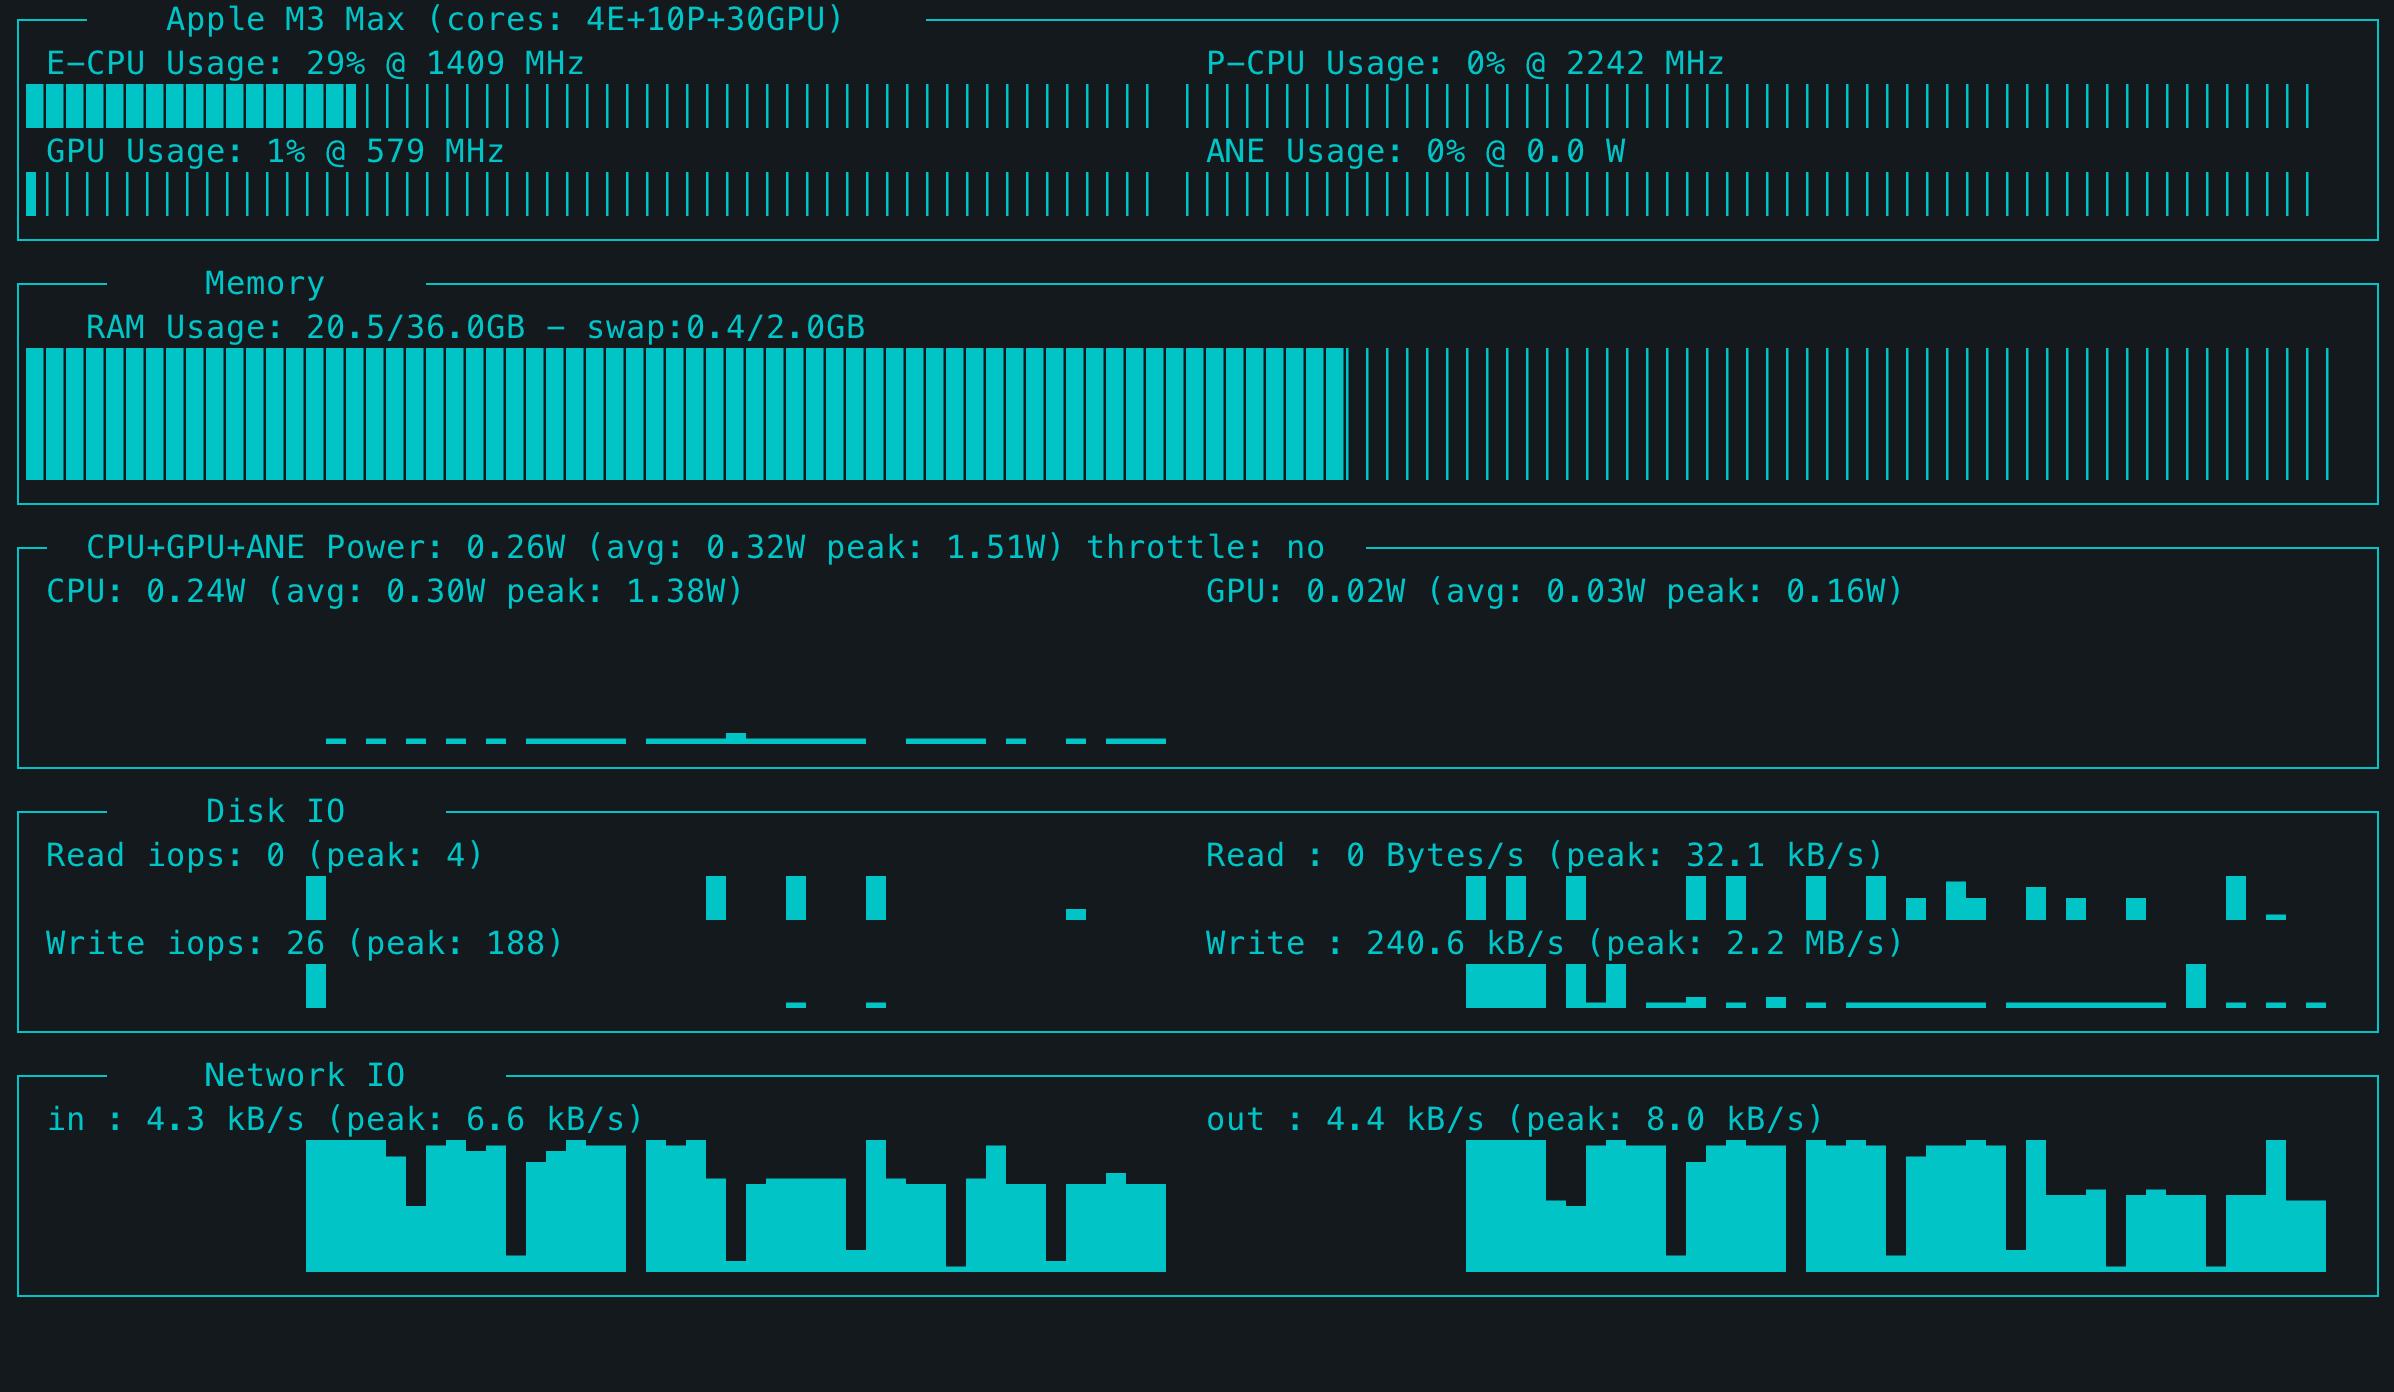 Apple M3 Max (cores: 4E+10P+30GPU)
E-CPU Usage: 29% @ 1409 MHz
P-CPU Usage: 0% @ 2242 MHz
GPU Usage: 1% @ 579 MHz
ANE Usage: 0% @ 0.0 W
Memory
RAM Usage: 20.5/36.0GB - swap:0.4/2.0GB
CPU+GPU+ANE Power: 0.26W (avg: 0.32W peak: 1.51W) throttle: no
CPU: 0.24W (avg: 0.30W peak: 1.38W)
GPU: 0.02W (avg: 0.03W peak: 0.16W)
Disk IO
Read iops: 0 (peak: 4)
Read : 0 Bytes/s (peak: 32.1 kB/s)
Write iops: 26 (peak: 188)
Write : 240.6 kB/s (peak: 2.2 MB/s)
Network IO
in : 4.3 kB/s (peak: 6.6 kB/s)
out : 4.4 kB/s (peak: 8.0 kB/s)